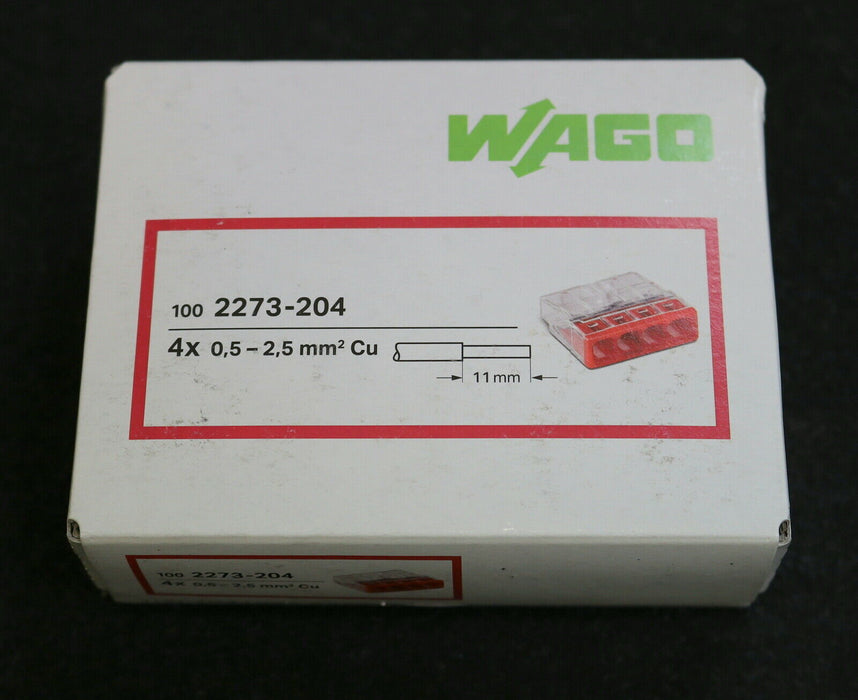 WAGO
100 2273-204
4x 0,5 – 2,5 mm² Cu
11 mm
100 2273-204
4x 0,5 – 2,5 mm² Cu